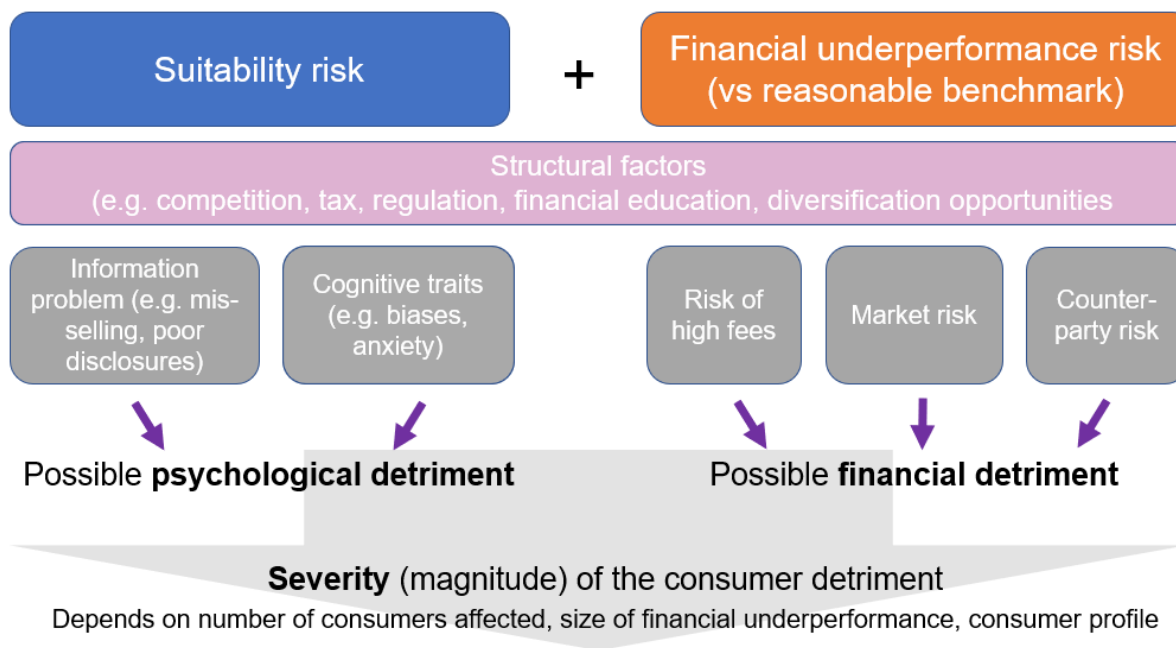 Suitability risk
+
Financial underperformance risk
(vs reasonable benchmark)
Structural factors
(e.g. competition, tax, regulation, financial education, diversification opportunities
Information
problem (e.g. mis-
selling, poor
disclosures)
Cognitive traits
(e.g. biases,
anxiety)
Risk of
high fees
Market risk
Counter-
party risk
Possible psychological detriment
Possible financial detriment
Severity (magnitude) of the consumer detriment
Depends on number of consumers affected, size of financial underperformance, consumer profile